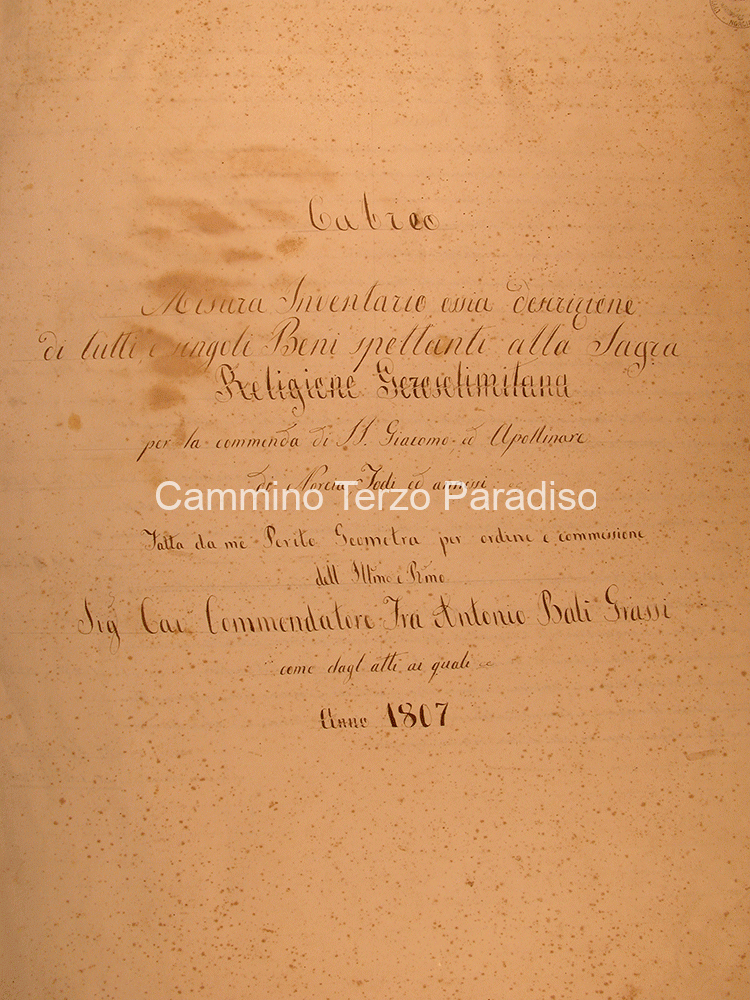 Cabreo
Misura Inventario ossia descrizione
di tutti e singoli Beni spettanti alla Sagra
Religione Gerosolimitana
per la commenda di SS. Giacomo ed Apollinare
di Norcia Todi ed annessi
Cammino Terzo Paradiso
Fatta da me Perito Geometra per ordine e commissione
dell Illmo e Rmo
Sig Cav Commendatore Fra Antonio Bali Grassi
come dagl atti ai quali
Anno 1807